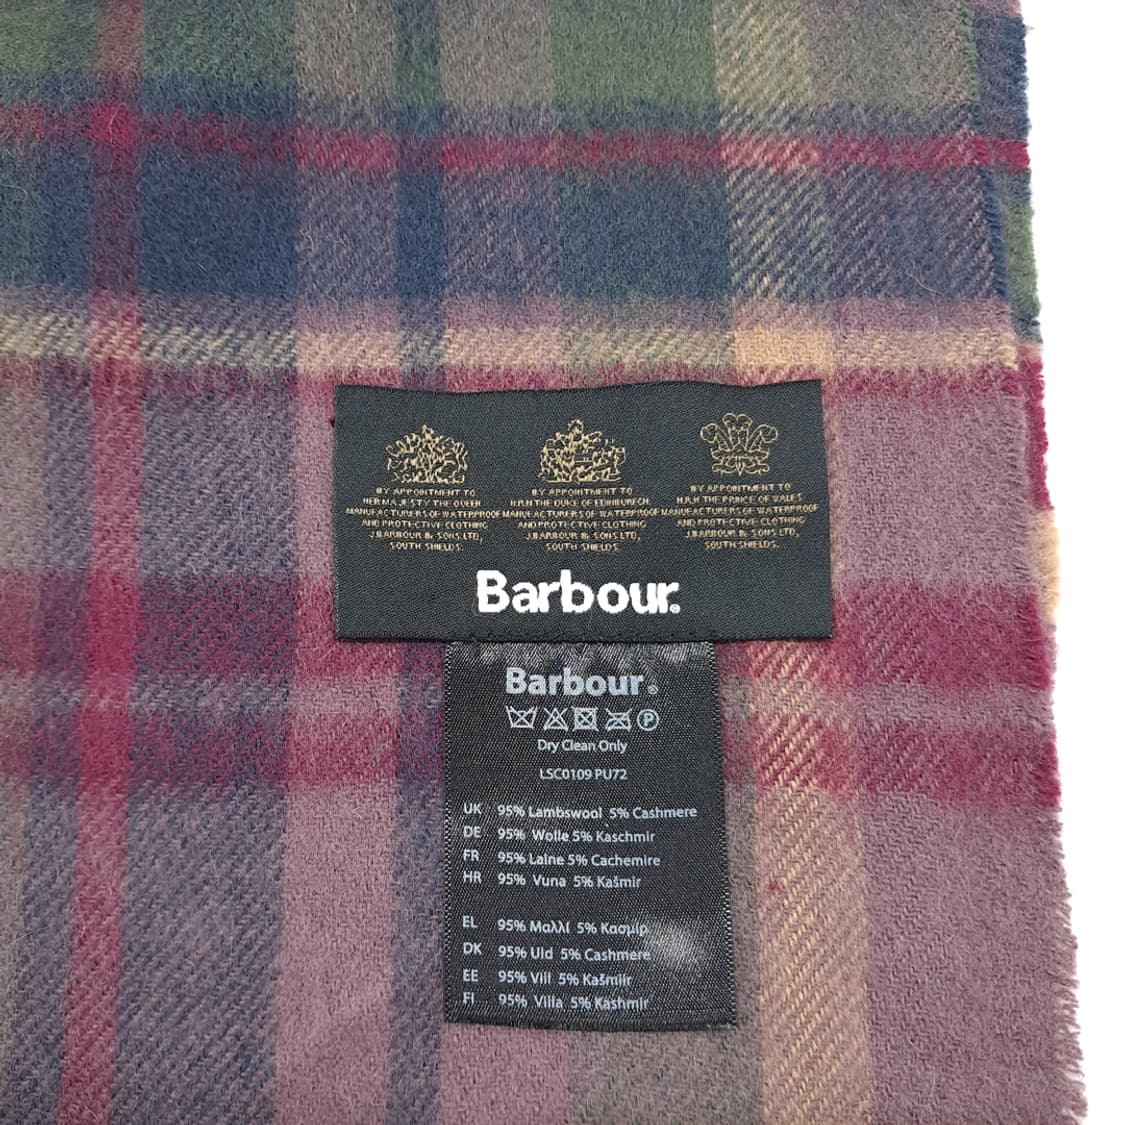 BY APPOINTMENT TO
HER MAJESTY THE QUEEN
MANUFACTURERS OF WATERPROOF
AND PROTECTIVE CLOTHING
J.BARBOUR & SONS LTD,
SOUTH SHIELDS.
BY APPOINTMENT TO
H.R.H THE DUKE OF EDINBURGH
MANUFACTURERS OF WATERPROOF
AND PROTECTIVE CLOTHING
J.BARBOUR & SONS LTD,
SOUTH SHIELDS.
BY APPOINTMENT TO
H.R.H THE PRINCE OF WALES
MANUFACTURERS OF WATERPROOF
AND PROTECTIVE CLOTHING
J.BARBOUR & SONS LTD,
SOUTH SHIELDS.
Barbour®
Barbour®
P
Dry Clean Only
LSC0109 PU72
UK 95% Lambswool 5% Cashmere
DE 95% Wolle 5% Kaschmir
FR 95% Laine 5% Cachemire
HR 95% Vuna 5% Kašmir
EL 95% Μαλλί 5% Κασμίρ
DK 95% Uld 5% Cashmere
EE 95% Vill 5% Kašmiir
FI 95% Villa 5% Kashmir